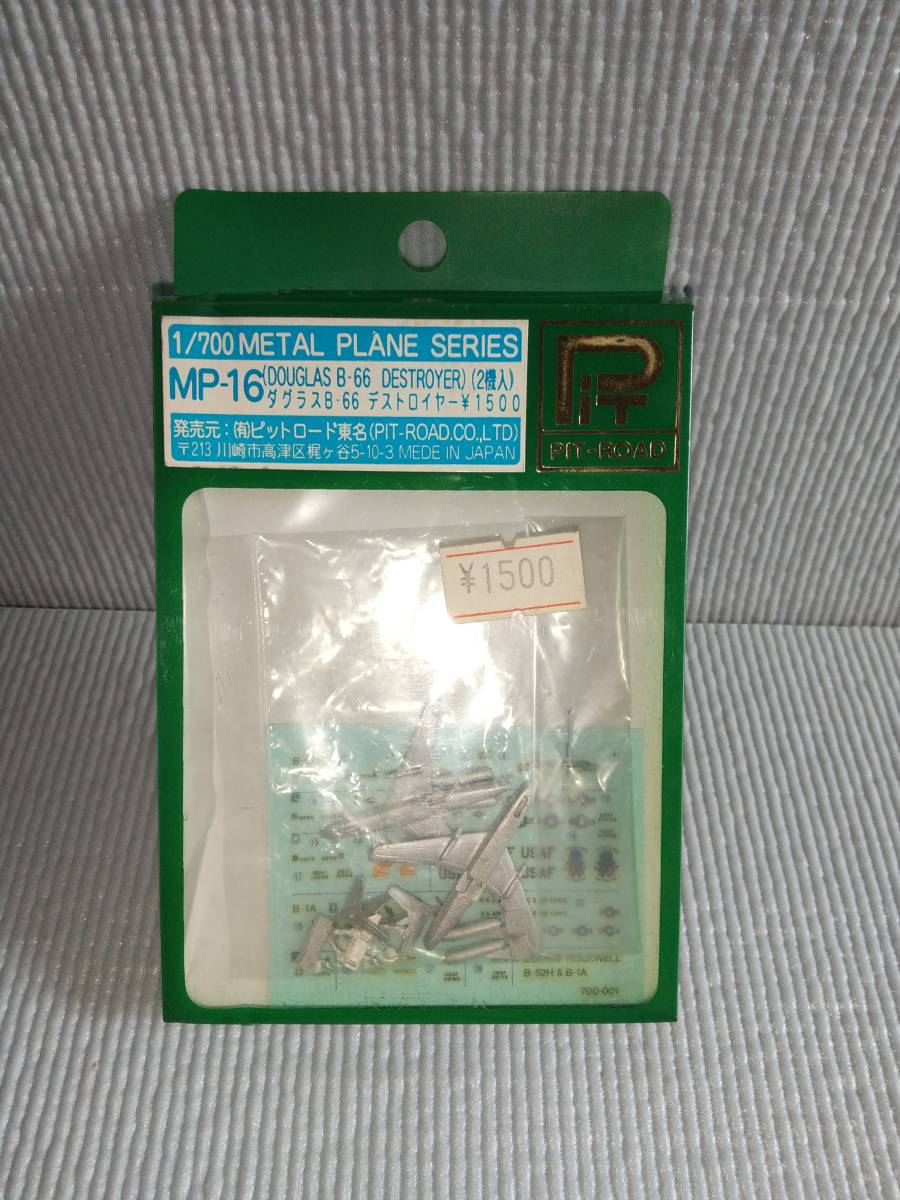 1/700 METAL PLANE SERIES
MP-16 (DOUGLAS B-66 DESTROYER) (2機入)
ダグラスB-66 デストロイヤー ¥1500
発売元:(有)ピットロード東名(PIT-ROAD.CO.,LTD)
〒213 川崎市高津区梶ヶ谷5-10-3 MEDE IN JAPAN
PIT
PIT-ROAD
¥1500
USAF
USAF
B-1A
ROCKWELL
B-52H & B-1A
700-001